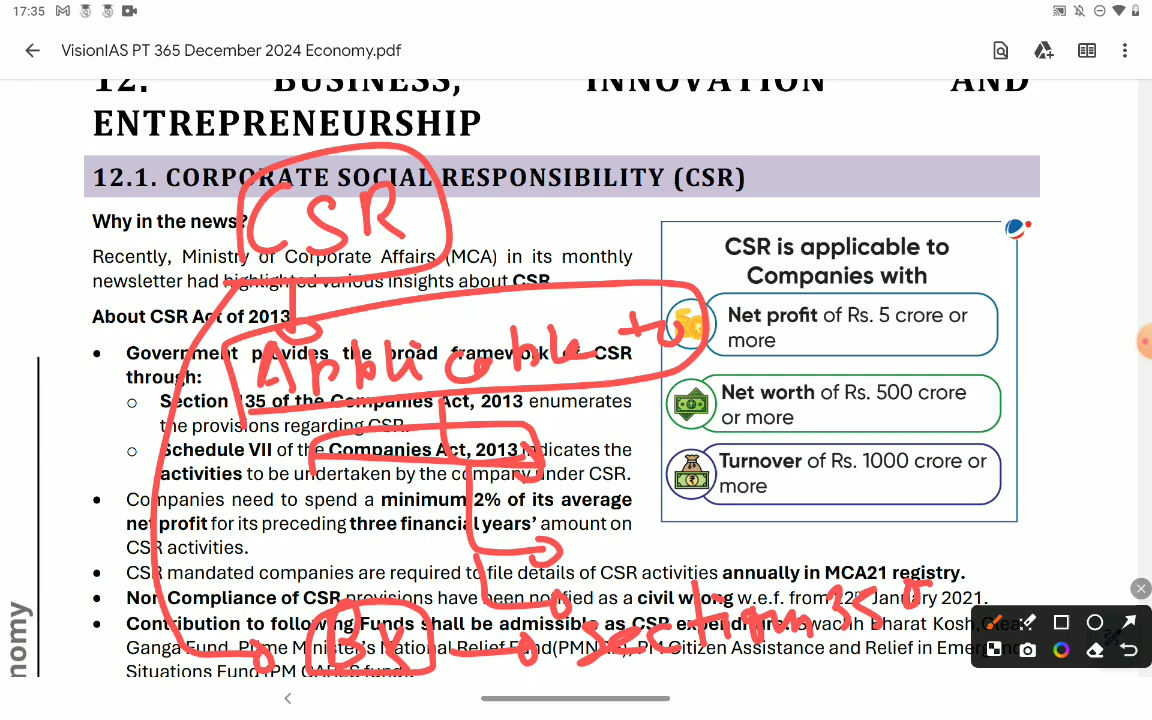 17:35
VisionIAS PT 365 December 2024 Economy.pdf
12. BUSINESS, INNOVATION AND
ENTREPRENEURSHIP
12.1. CORPORATE SOCIAL RESPONSIBILITY (CSR)
Why in the news?
CSR
Recently, Ministry of Corporate Affairs (MCA) in its monthly
newsletter had highlighted various insights about CSR
About CSR Act of 2013
Applicable to
• Government provides the broad framework of CSR
through:
o Section 135 of the Companies Act, 2013 enumerates
the provisions regarding CSR.
o Schedule VII of the Companies Act, 2013 indicates the
activities to be undertaken by the company under CSR.
• Companies need to spend a minimum 2% of its average
net profit for its preceding three financial years' amount on
CSR activities.
CSR is applicable to
Companies with
Net profit of Rs. 5 crore or
more
Net worth of Rs. 500 crore
or more
Turnover of Rs. 1000 crore or
more
• CSR mandated companies are required to file details of CSR activities annually in MCA21 registry.
• Non Compliance of CSR provisions have been notified as a civil wrong w.e.f. from 22nd January 2021.
• Contribution to following Funds shall be admissible as CSR expenditure: Swachh Bharat Kosh, Clean
Ganga Fund, Prime Minister's National Relief Fund(PMNRF), PM Citizen Assistance and Relief in Emergency
Situations Fund (PM CARES fund).
section 35
nomy